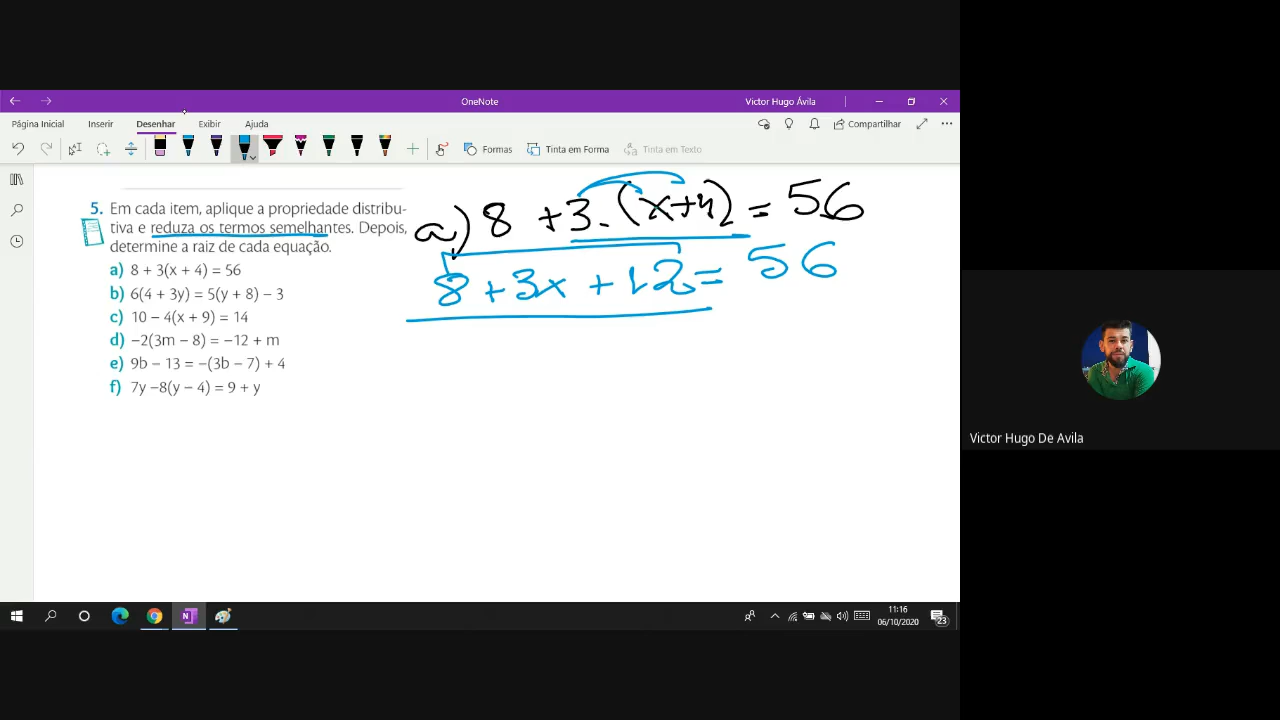 OneNote
Victor Hugo Ávila
Página Inicial Inserir Desenhar Exibir Ajuda
Compartilhar
Formas Tinta em Forma Tinta em Texto
5. Em cada item, aplique a propriedade distribu-
tiva e reduza os termos semelhantes. Depois,
determine a raiz de cada equação.
a) 8 + 3(x + 4) = 56
b) 6(4 + 3y) = 5(y + 8) − 3
c) 10 − 4(x + 9) = 14
d) −2(3m − 8) = −12 + m
e) 9b − 13 = −(3b − 7) + 4
f) 7y −8(y − 4) = 9 + y
a) 8 + 3. (x+4) = 56
8 + 3x + 12 = 56
Victor Hugo De Avila
11:16
06/10/2020
23